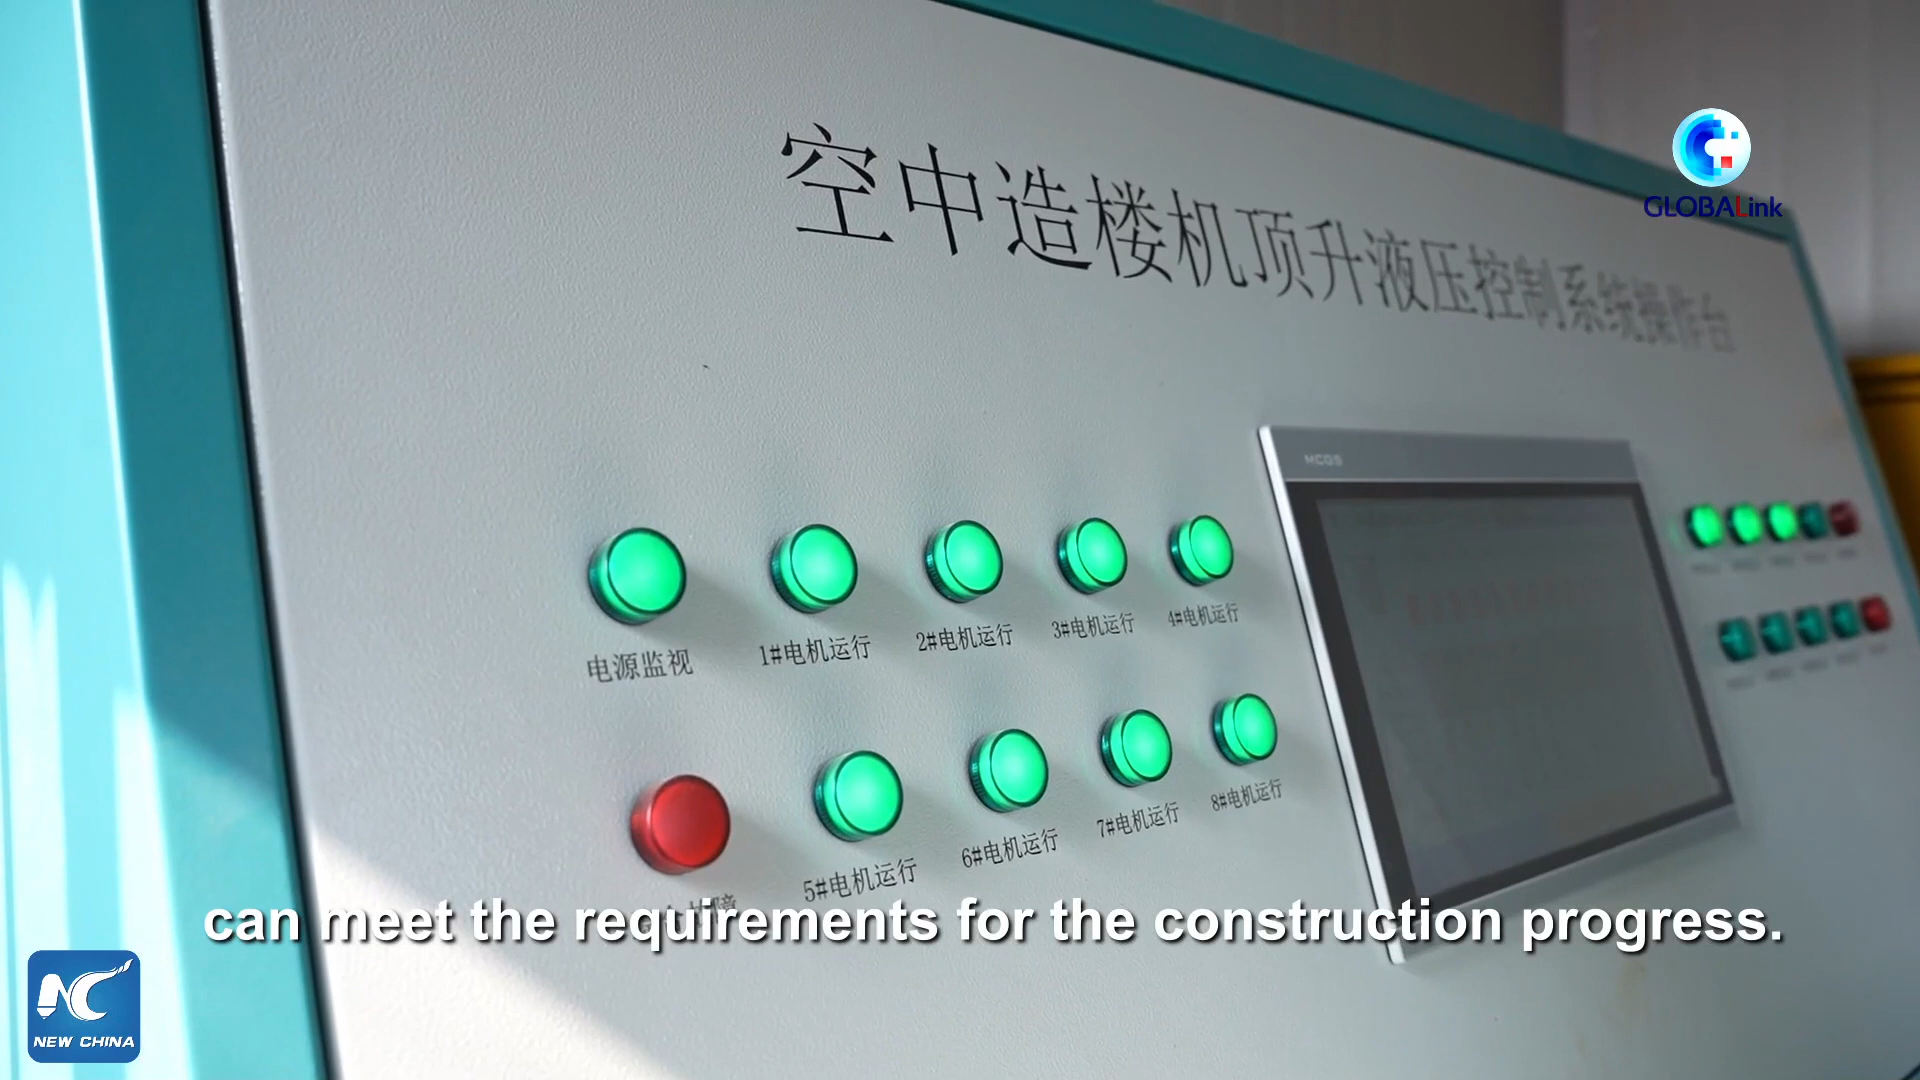 空中造楼机顶升液压控制系统操作台
GLOBALink
MCGS
电源监视
1#电机运行
2#电机运行
3#电机运行
4#电机运行
5#电机运行
6#电机运行
7#电机运行
8#电机运行
can meet the requirements for the construction progress.
NEW CHINA